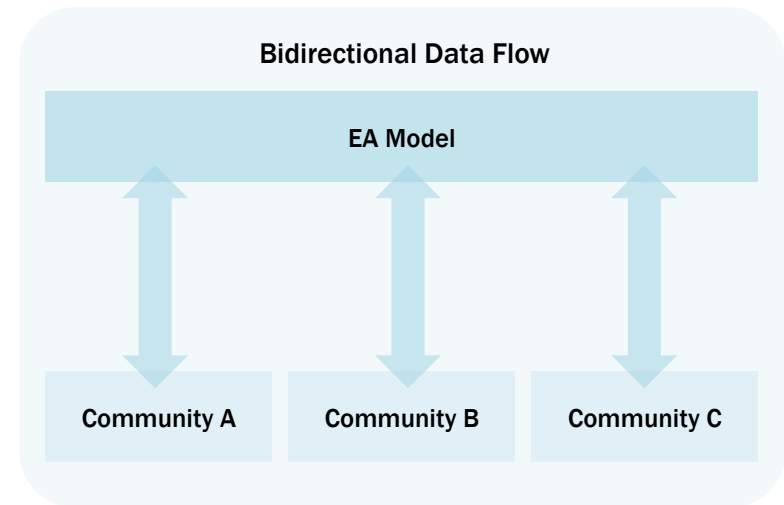 Bidirectional Data Flow
EA Model
Community A
Community B
Community C